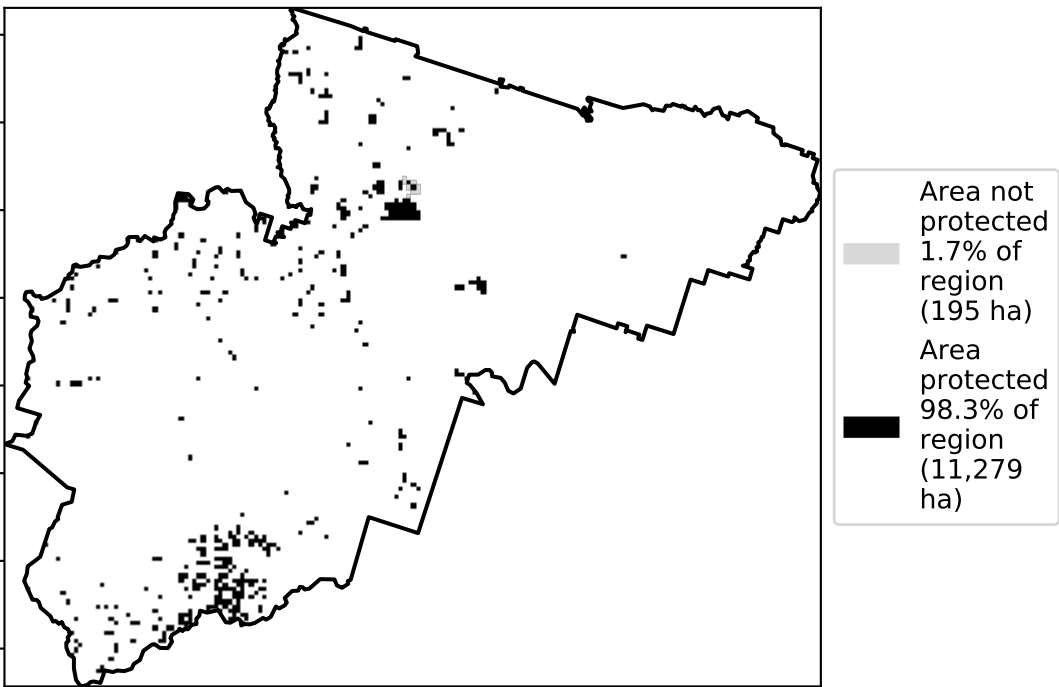 Area not
protected
1.7% of
region
(195 ha)
Area
protected
98.3% of
region
(11,279
ha)